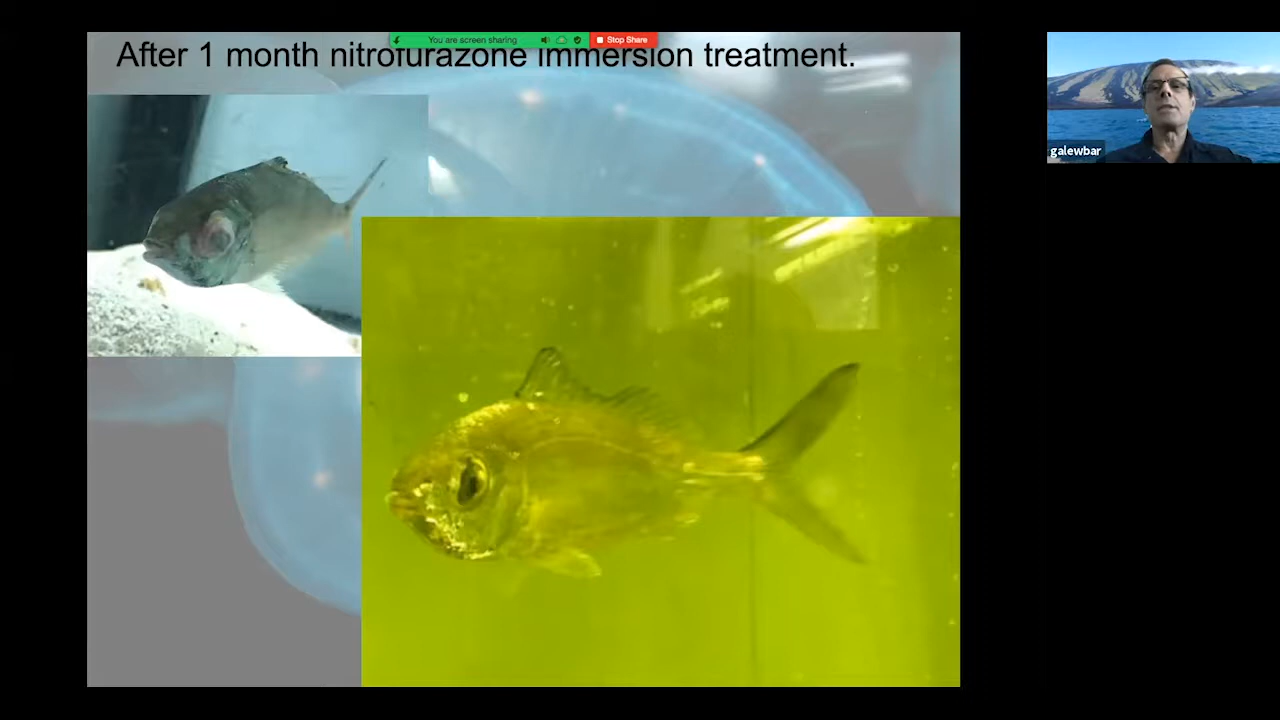 You are screen sharing
Stop Share
After 1 month nitrofurazone immersion treatment.
galewbar